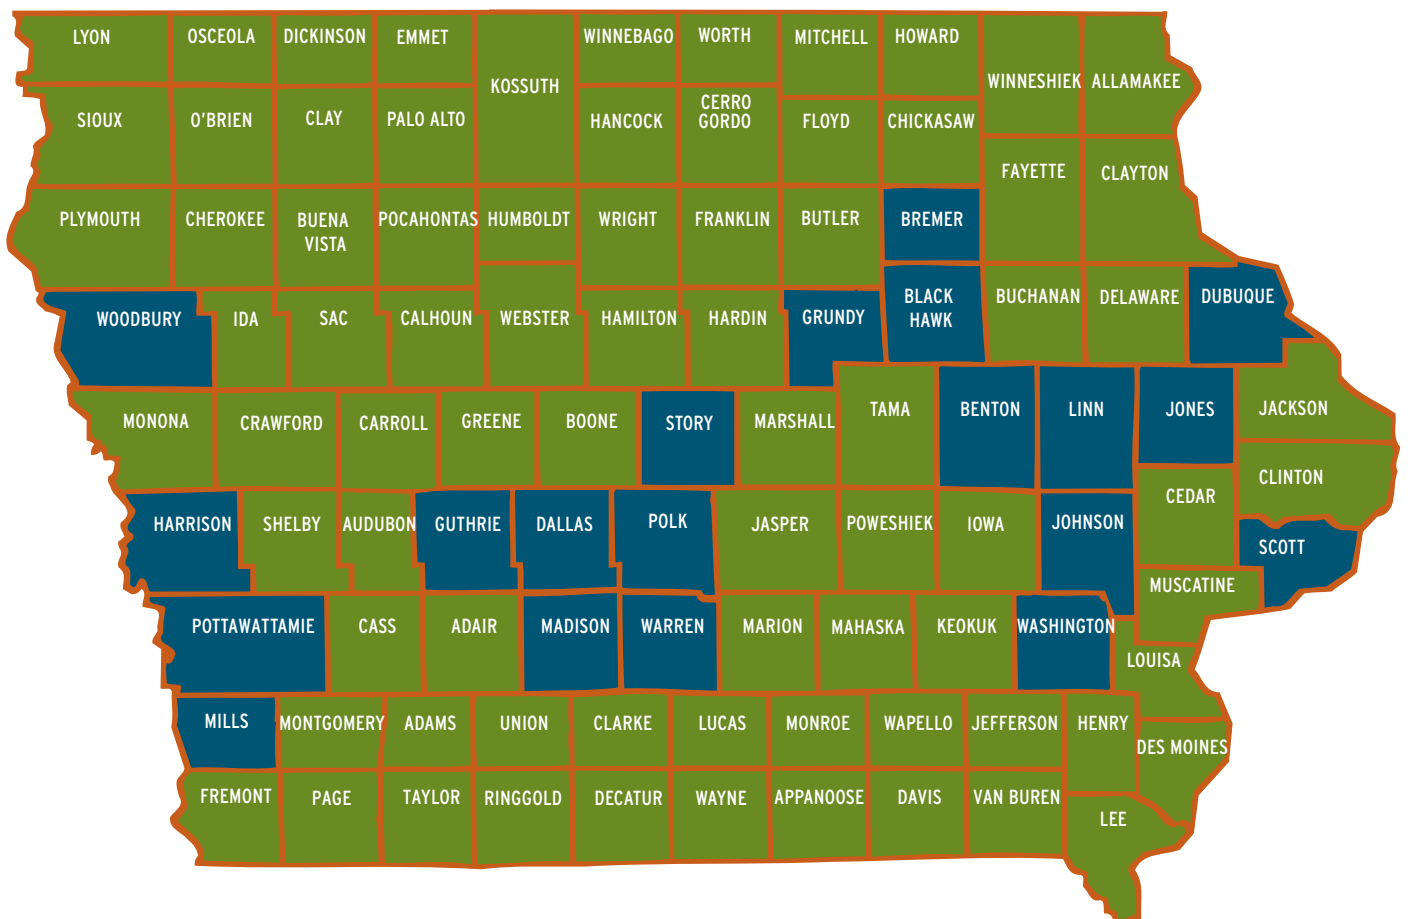 LYON
OSCEOLA
DICKINSON
EMMET
KOSSUTH
WINNEBAGO
WORTH
MITCHELL
HOWARD
WINNESHIEK
ALLAMAKEE
SIOUX
O'BRIEN
CLAY
PALO ALTO
HANCOCK
CERRO
GORDO
FLOYD
CHICKASAW
FAYETTE
CLAYTON
PLYMOUTH
CHEROKEE
BUENA
VISTA
POCAHONTAS
HUMBOLDT
WRIGHT
FRANKLIN
BUTLER
BREMER
WOODBURY
IDA
SAC
CALHOUN
WEBSTER
HAMILTON
HARDIN
GRUNDY
BLACK
HAWK
BUCHANAN
DELAWARE
DUBUQUE
MONONA
CRAWFORD
CARROLL
GREENE
BOONE
STORY
MARSHALL
TAMA
BENTON
LINN
JONES
JACKSON
CLINTON
CEDAR
HARRISON
SHELBY
AUDUBON
GUTHRIE
DALLAS
POLK
JASPER
POWESHIEK
IOWA
JOHNSON
SCOTT
MUSCATINE
POTTAWATTAMIE
CASS
ADAIR
MADISON
WARREN
MARION
MAHASKA
KEOKUK
WASHINGTON
LOUISA
MILLS
MONTGOMERY
ADAMS
UNION
CLARKE
LUCAS
MONROE
WAPELLO
JEFFERSON
HENRY
DES MOINES
FREMONT
PAGE
TAYLOR
RINGGOLD
DECATUR
WAYNE
APPANOOSE
DAVIS
VAN BUREN
LEE